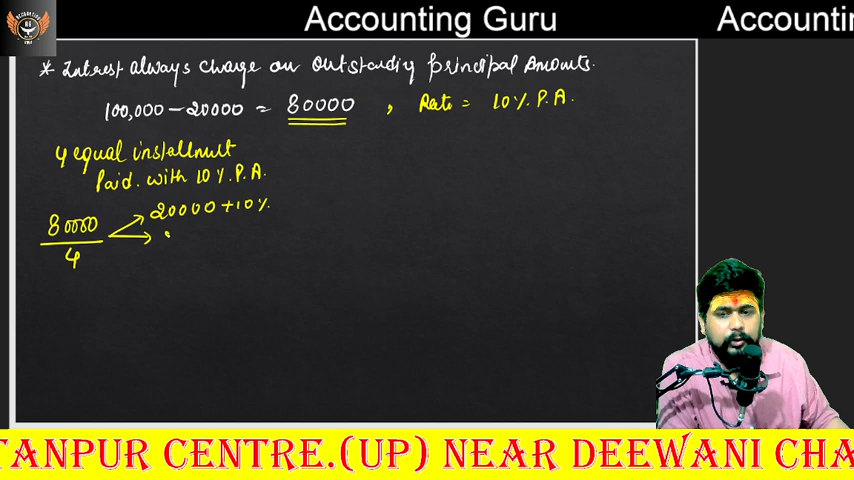 Accounting Guru
Accountin
* Interest always charge on outstanding principal Amounts.
100,000 - 20000 = 80000 , Rate = 10%. P.A.
4 equal installment
Paid. with 10%. P.A.
80000 / 4
20000 + 10%.
TANPUR CENTRE.(UP) NEAR DEEWANI CHA